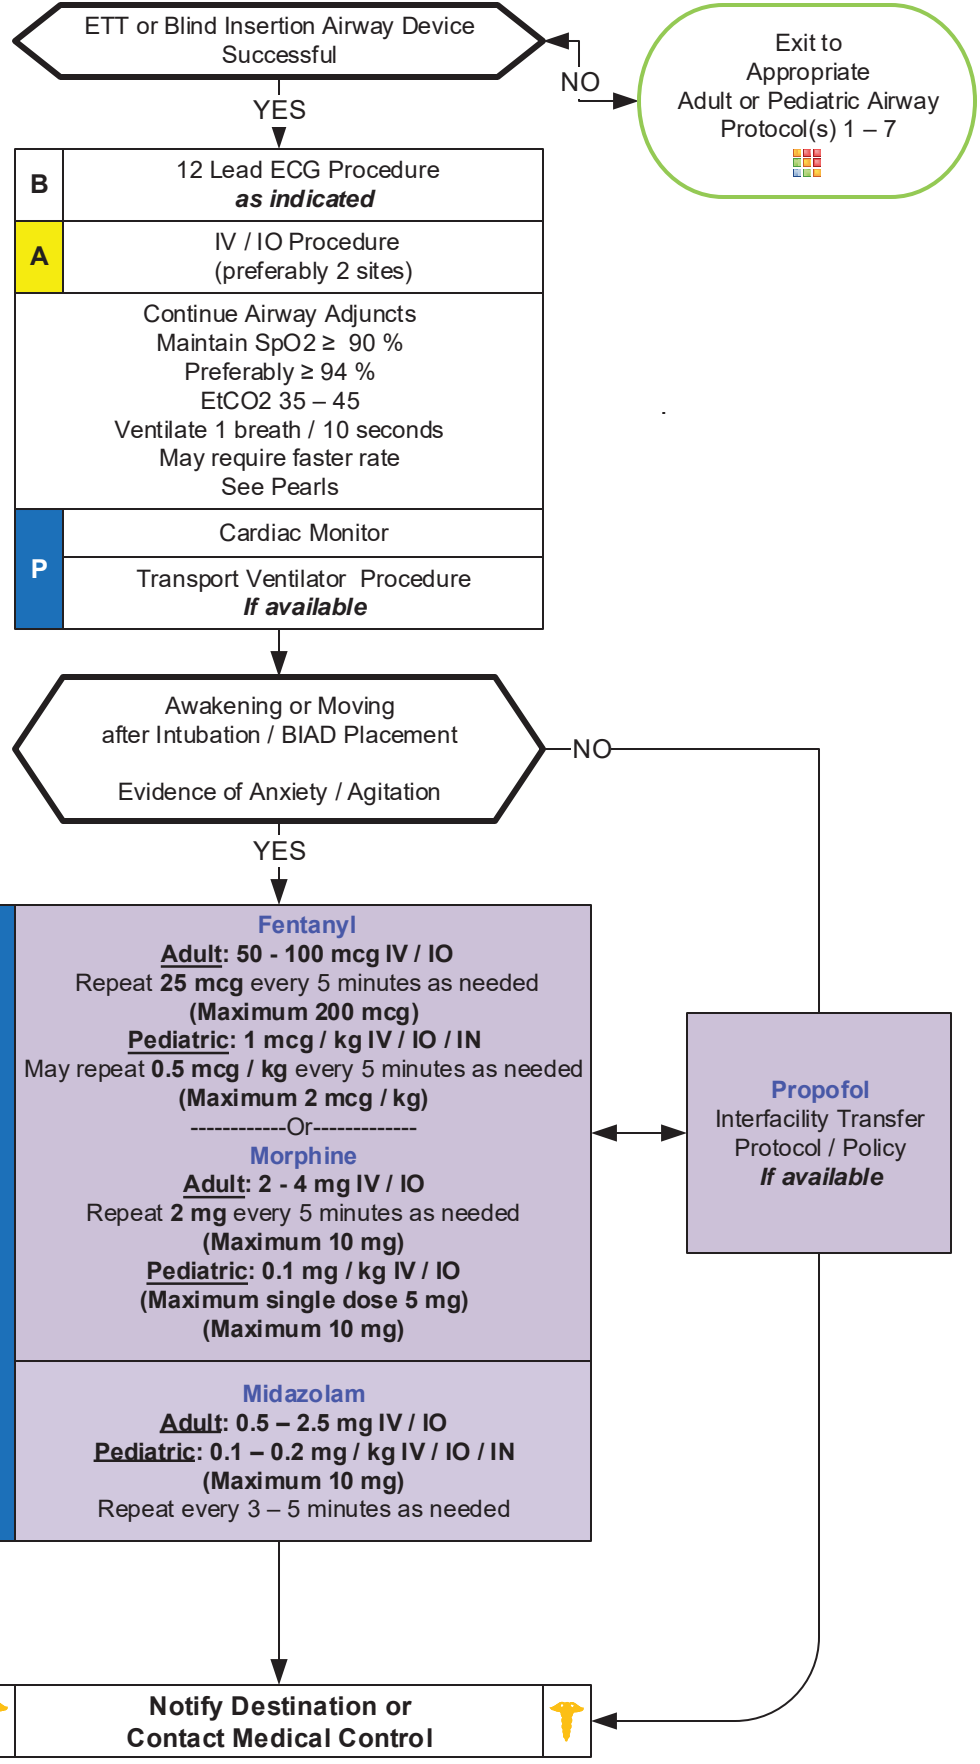 ETT or Blind Insertion Airway Device
Successful
NO
Exit to
Appropriate
Adult or Pediatric Airway
Protocol(s) 1 – 7
YES
B
12 Lead ECG Procedure
as indicated
A
IV / IO Procedure
(preferably 2 sites)
Continue Airway Adjuncts
Maintain SpO2 ≥ 90 %
Preferably ≥ 94 %
EtCO2 35 – 45
Ventilate 1 breath / 10 seconds
May require faster rate
See Pearls
P
Cardiac Monitor
Transport Ventilator Procedure
If available
Awakening or Moving
after Intubation / BIAD Placement
Evidence of Anxiety / Agitation
NO
YES
Fentanyl
Adult: 50 - 100 mcg IV / IO
Repeat 25 mcg every 5 minutes as needed
(Maximum 200 mcg)
Pediatric: 1 mcg / kg IV / IO / IN
May repeat 0.5 mcg / kg every 5 minutes as needed
(Maximum 2 mcg / kg)
------------Or-------------
Morphine
Adult: 2 - 4 mg IV / IO
Repeat 2 mg every 5 minutes as needed
(Maximum 10 mg)
Pediatric: 0.1 mg / kg IV / IO
(Maximum single dose 5 mg)
(Maximum 10 mg)
Propofol
Interfacility Transfer
Protocol / Policy
If available
Midazolam
Adult: 0.5 – 2.5 mg IV / IO
Pediatric: 0.1 – 0.2 mg / kg IV / IO / IN
(Maximum 10 mg)
Repeat every 3 – 5 minutes as needed
Notify Destination or
Contact Medical Control